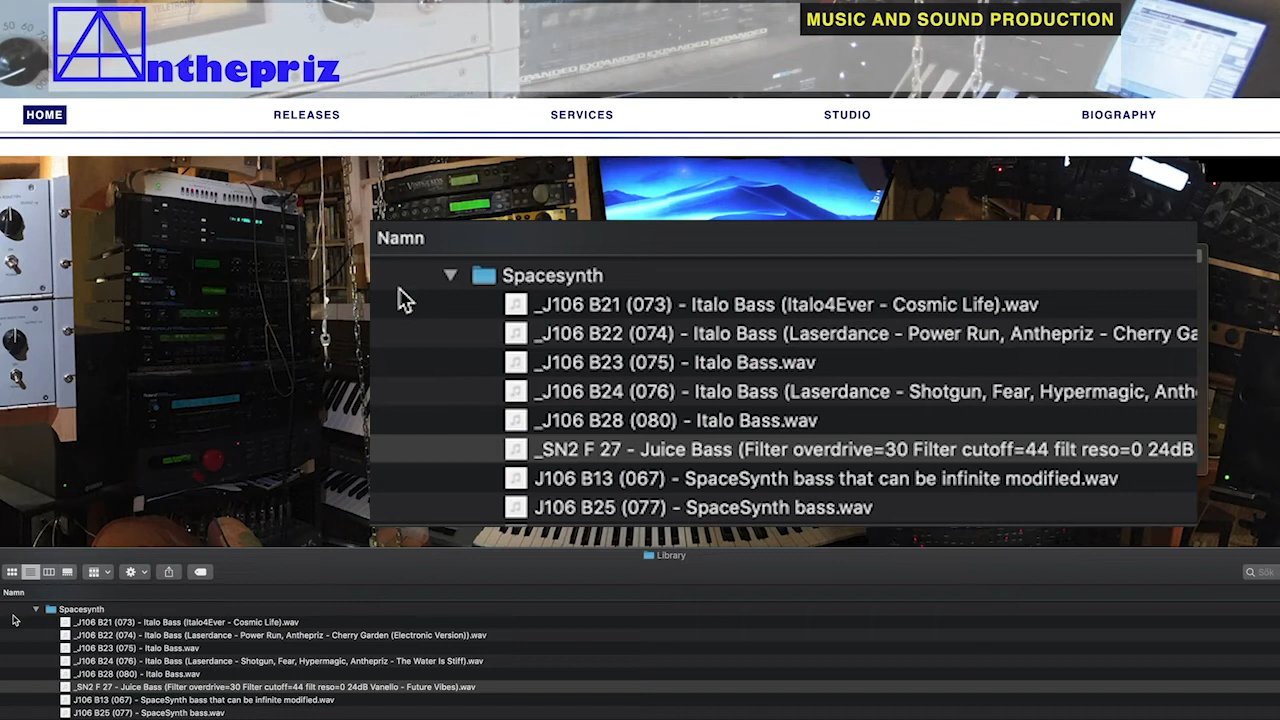 Anthepriz
MUSIC AND SOUND PRODUCTION
HOME
RELEASES
SERVICES
STUDIO
BIOGRAPHY
Namn
Spacesynth
_J106 B21 (073) - Italo Bass (Italo4Ever - Cosmic Life).wav
_J106 B22 (074) - Italo Bass (Laserdance - Power Run, Anthepriz - Cherry Ga
_J106 B23 (075) - Italo Bass.wav
_J106 B24 (076) - Italo Bass (Laserdance - Shotgun, Fear, Hypermagic, Anth
_J106 B28 (080) - Italo Bass.wav
_SN2 F 27 - Juice Bass (Filter overdrive=30 Filter cutoff=44 filt reso=0 24dB
J106 B13 (067) - SpaceSynth bass that can be infinite modified.wav
J106 B25 (077) - SpaceSynth bass.wav
Library
Sök
Namn
Spacesynth
_J106 B21 (073) - Italo Bass (Italo4Ever - Cosmic Life).wav
_J106 B22 (074) - Italo Bass (Laserdance - Power Run, Anthepriz - Cherry Garden (Electronic Version)).wav
_J106 B23 (075) - Italo Bass.wav
_J106 B24 (076) - Italo Bass (Laserdance - Shotgun, Fear, Hypermagic, Anthepriz - The Water Is Stiff).wav
_J106 B28 (080) - Italo Bass.wav
_SN2 F 27 - Juice Bass (Filter overdrive=30 Filter cutoff=44 filt reso=0 24dB Vanello - Future Vibes).wav
J106 B13 (067) - SpaceSynth bass that can be infinite modified.wav
J106 B25 (077) - SpaceSynth bass.wav